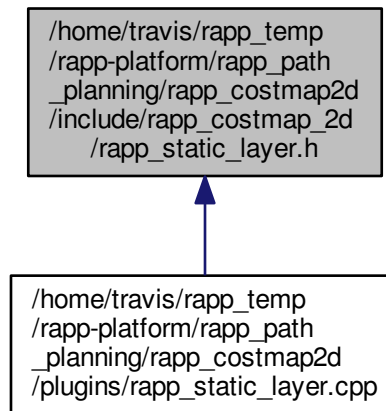 /home/travis/rapp_temp
/rapp-platform/rapp_path
_planning/rapp_costmap2d
/include/rapp_costmap_2d
/rapp_static_layer.h
/home/travis/rapp_temp
/rapp-platform/rapp_path
_planning/rapp_costmap2d
/plugins/rapp_static_layer.cpp